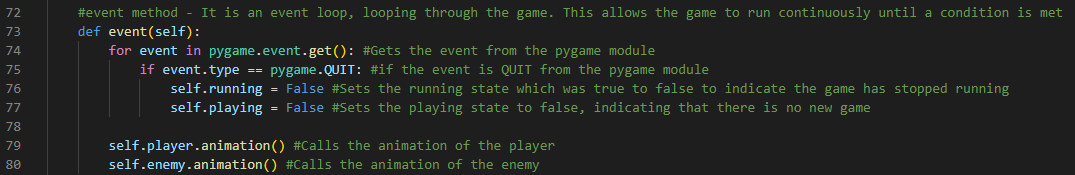 72 #event method - It is an event loop, looping through the game. This allows the game to run continuously until a condition is met
73 def event(self):
74 for event in pygame.event.get(): #Gets the event from the pygame module
75 if event.type == pygame.QUIT: #if the event is QUIT from the pygame module
76 self.running = False #Sets the running state which was true to false to indicate the game has stopped running
77 self.playing = False #Sets the playing state to false, indicating that there is no new game
78
79 self.player.animation() #Calls the animation of the player
80 self.enemy.animation() #Calls the animation of the enemy